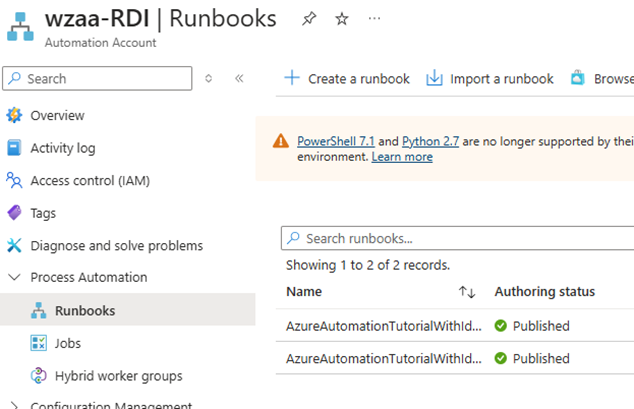 wzaa-RDI | Runbooks
Automation Account
Search
Overview
Activity log
Access control (IAM)
Tags
Diagnose and solve problems
Process Automation
Runbooks
Jobs
Hybrid worker groups
Configuration Management
Create a runbook
Import a runbook
Browse
PowerShell 7.1 and Python 2.7 are no longer supported by thei
environment. Learn more
Search runbooks...
Showing 1 to 2 of 2 records.
Name
Authoring status
AzureAutomationTutorialWithId...
Published
AzureAutomationTutorialWithId...
Published